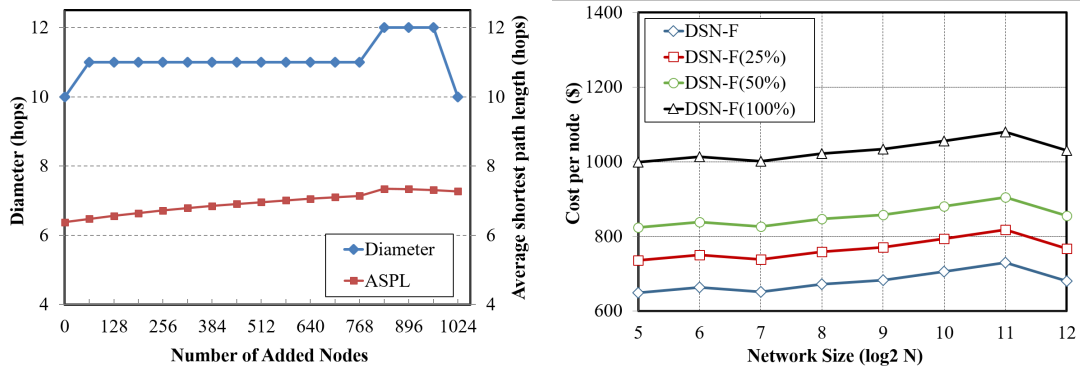 12
10
8
6
4
Diameter (hops)
12
10
8
6
4
Average shortest path length (hops)
Diameter
ASPL
0 128 256 384 512 640 768 896 1024
Number of Added Nodes
1400
1200
1000
800
600
Cost per node ($)
DSN-F
DSN-F(25%)
DSN-F(50%)
DSN-F(100%)
5 6 7 8 9 10 11 12
Network Size (log2 N)